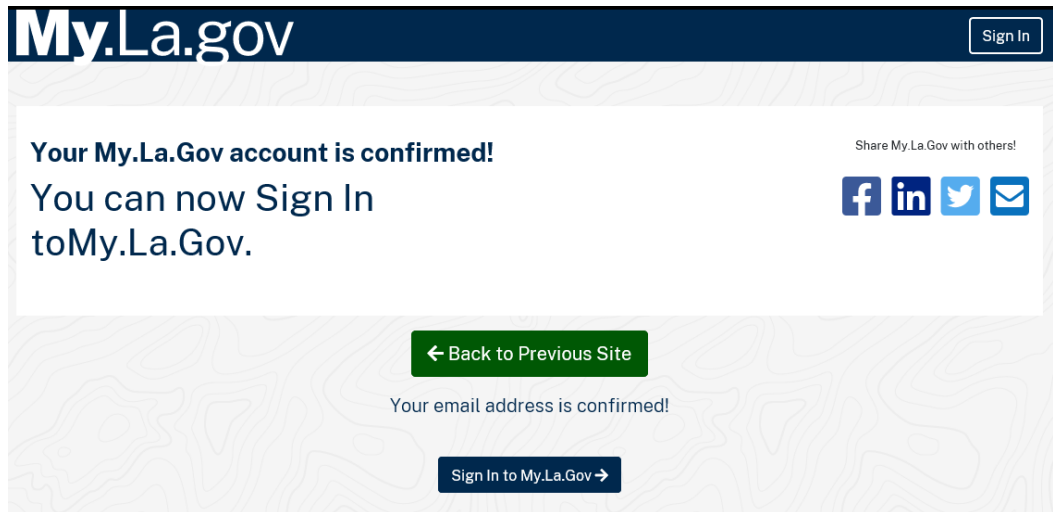 My.La.gov
Sign In
Your My.La.Gov account is confirmed!
You can now Sign In
toMy.La.Gov.
Share My.La.Gov with others!
f
in
Back to Previous Site
Your email address is confirmed!
Sign In to My.La.Gov